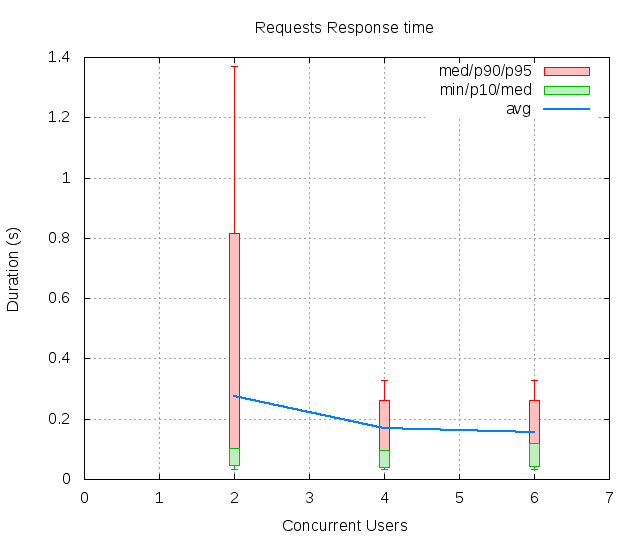 Requests Response time
1.4
1.2
1
0.8
0.6
0.4
0.2
0
Duration (s)
med/p90/p95
min/p10/med
avg
0 1 2 3 4 5 6 7
Concurrent Users